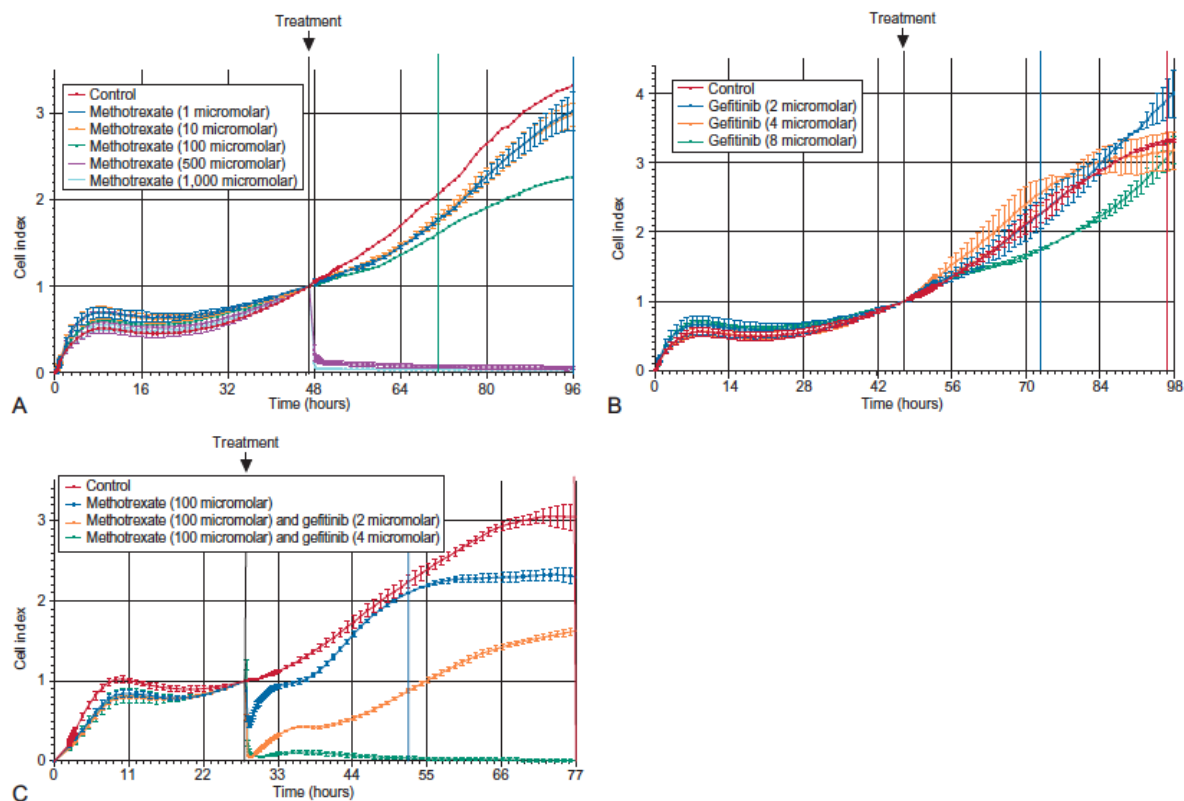 Treatment
Control
Methotrexate (1 micromolar)
Methotrexate (10 micromolar)
Methotrexate (100 micromolar)
Methotrexate (500 micromolar)
Methotrexate (1,000 micromolar)
3
2
1
0
Cell index
0 16 32 48 64 80 96
Time (hours)
A
Treatment
Control
Gefitinib (2 micromolar)
Gefitinib (4 micromolar)
Gefitinib (8 micromolar)
4
3
2
1
0
Cell index
0 14 28 42 56 70 84 98
Time (hours)
B
Treatment
Control
Methotrexate (100 micromolar)
Methotrexate (100 micromolar) and gefitinib (2 micromolar)
Methotrexate (100 micromolar) and gefitinib (4 micromolar)
3
2
1
0
Cell index
0 11 22 33 44 55 66 77
Time (hours)
C